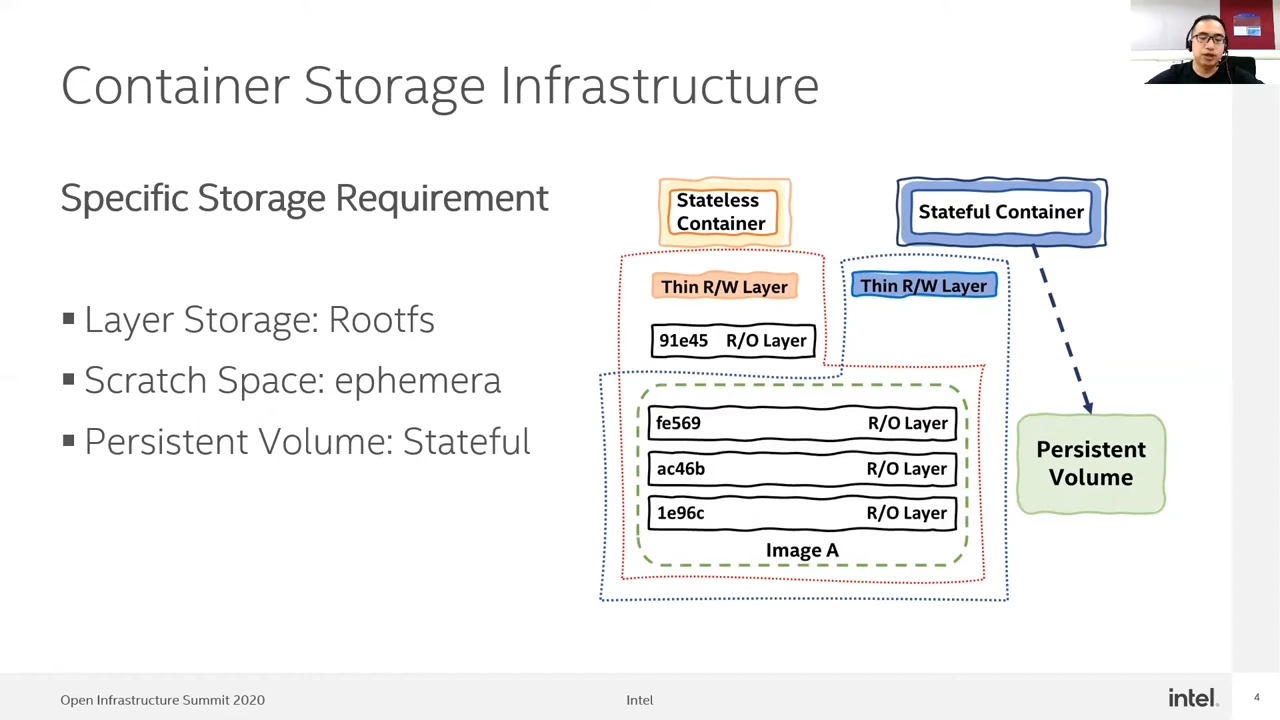 Container Storage Infrastructure
Specific Storage Requirement
▪ Layer Storage: Rootfs
▪ Scratch Space: ephemera
▪ Persistent Volume: Stateful
Stateless
Container
Stateful Container
Thin R/W Layer
Thin R/W Layer
91e45 R/O Layer
fe569 R/O Layer
ac46b R/O Layer
1e96c R/O Layer
Image A
Persistent
Volume
Open Infrastructure Summit 2020
Intel
intel.
4